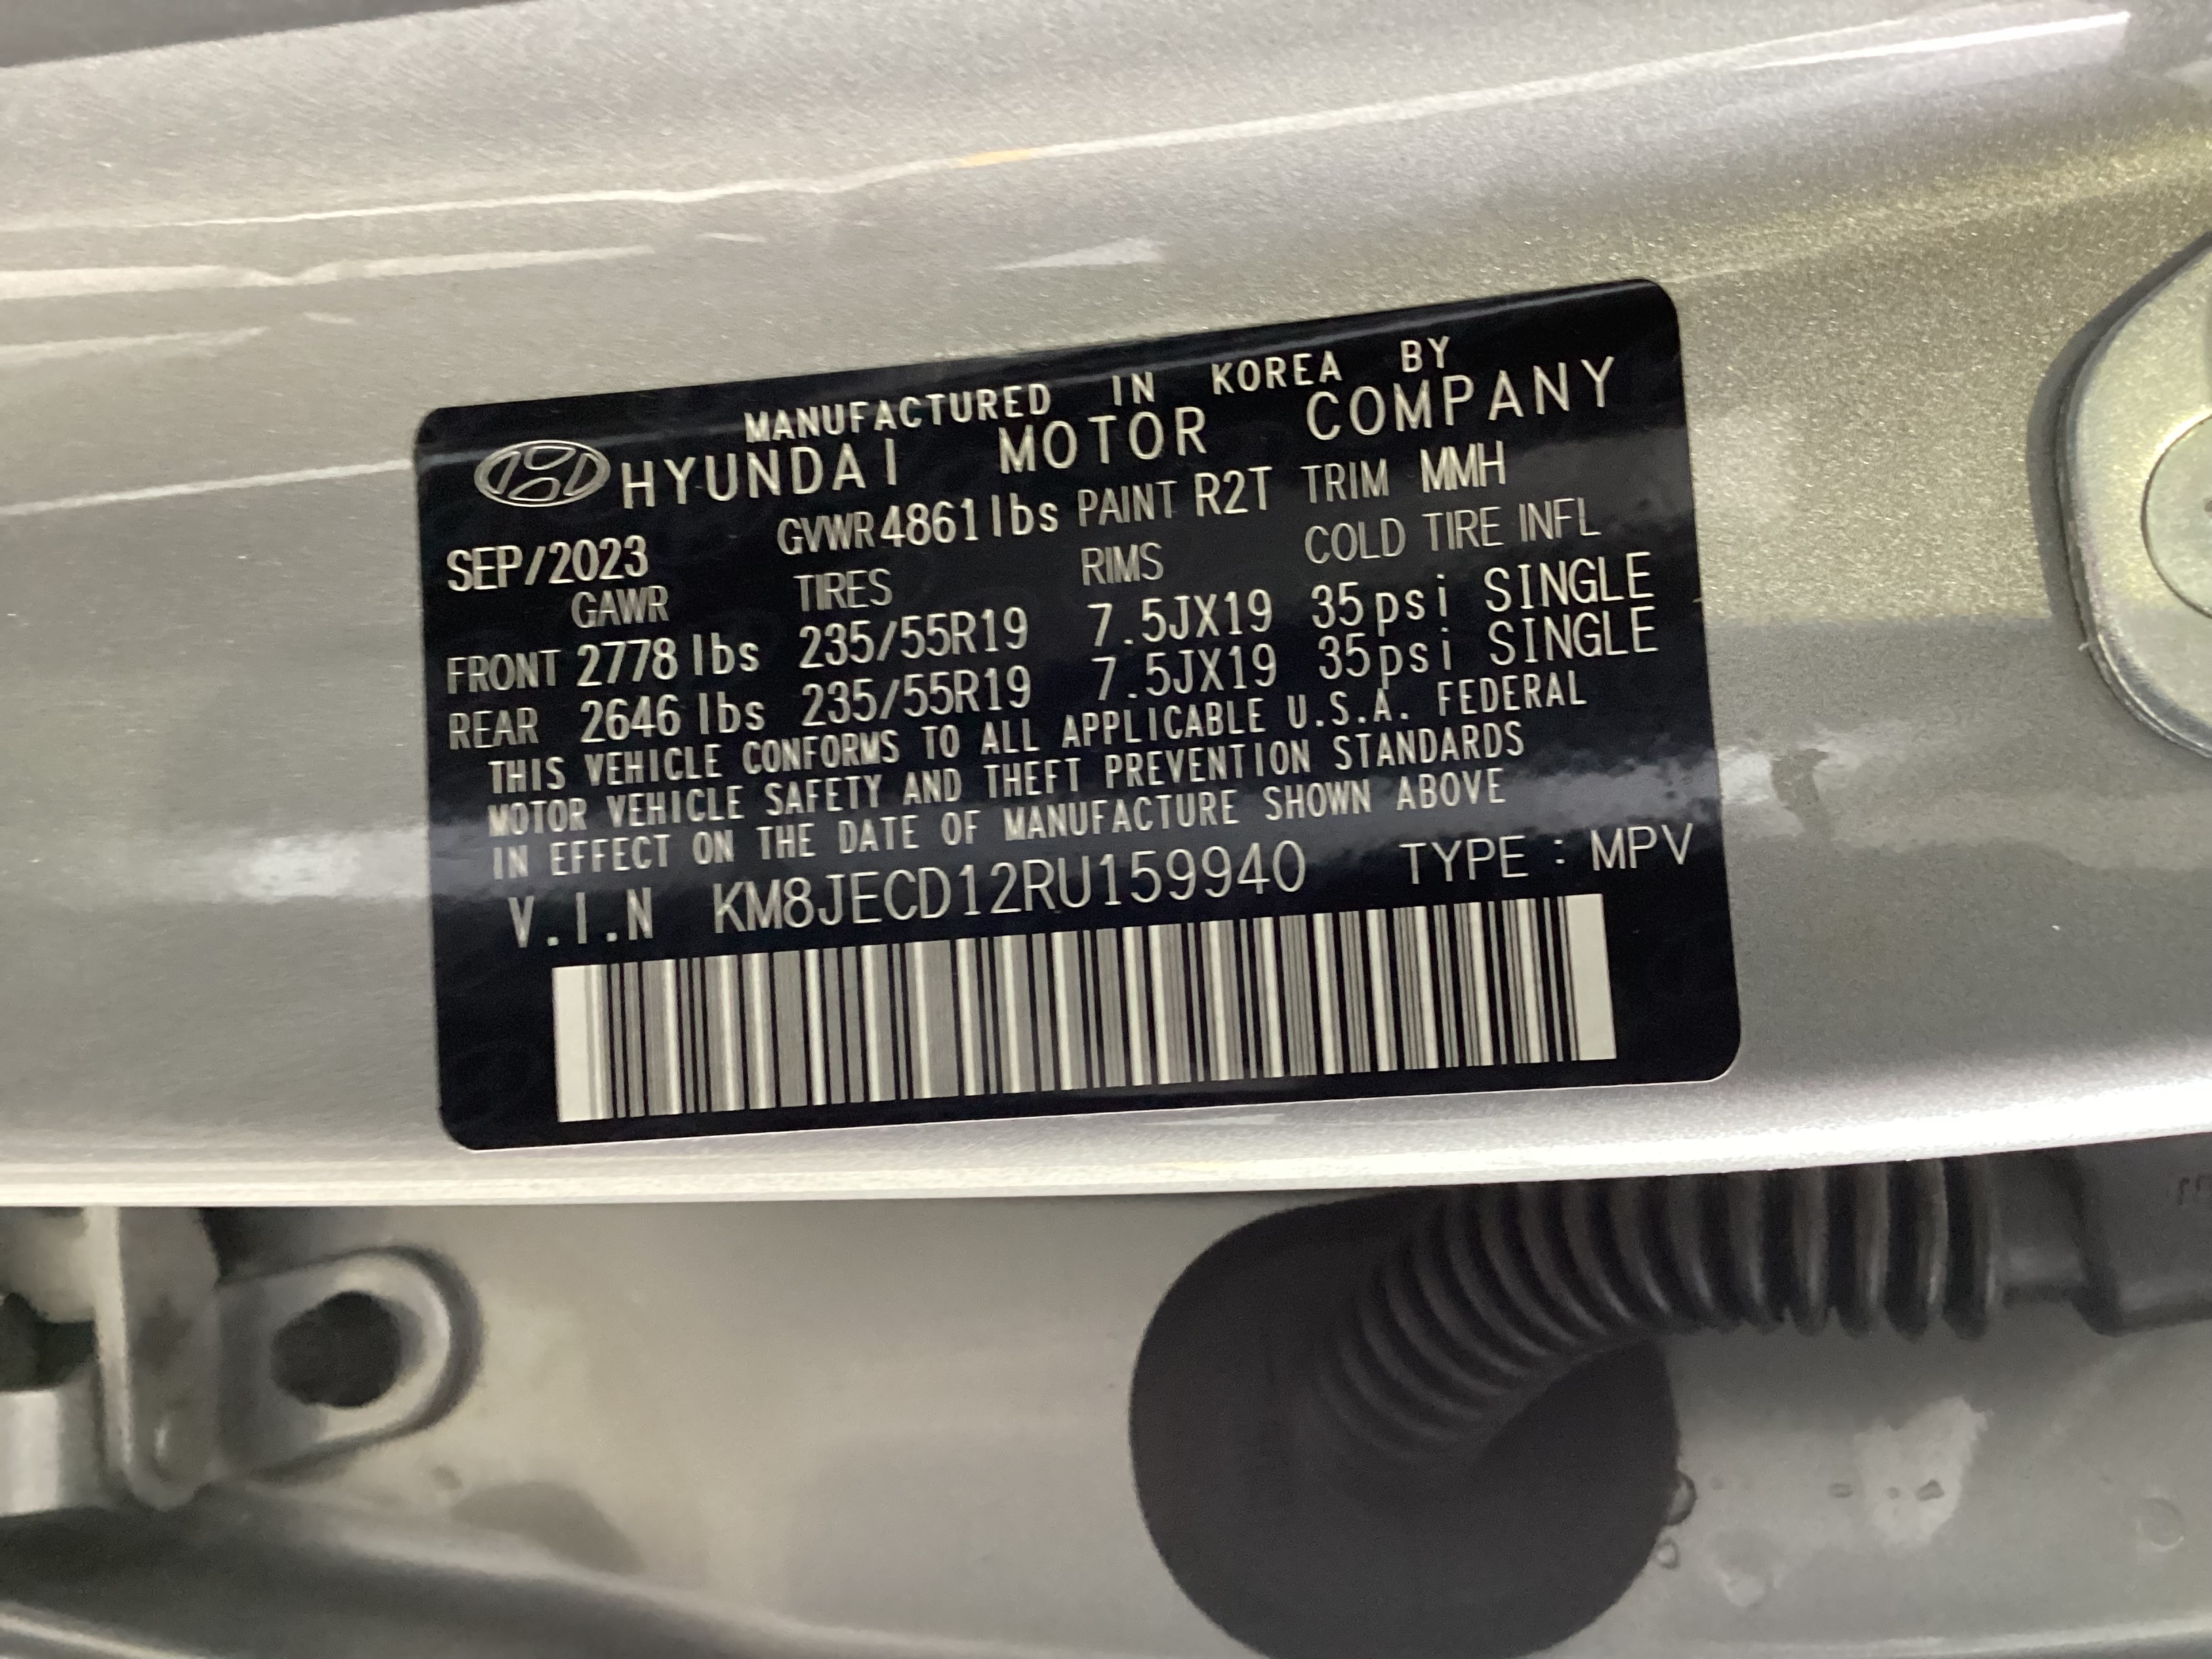 MANUFACTURED IN KOREA BY
HYUNDAI MOTOR COMPANY
SEP/2023 GVWR 4861 lbs PAINT R2T TRIM MMH
GAWR TIRES RIMS COLD TIRE INFL
FRONT 2778 lbs 235/55R19 7.5JX19 35psi SINGLE
REAR 2646 lbs 235/55R19 7.5JX19 35psi SINGLE
THIS VEHICLE CONFORMS TO ALL APPLICABLE U.S.A. FEDERAL
MOTOR VEHICLE SAFETY AND THEFT PREVENTION STANDARDS
IN EFFECT ON THE DATE OF MANUFACTURE SHOWN ABOVE
V.I.N KM8JECD12RU159940 TYPE : MPV